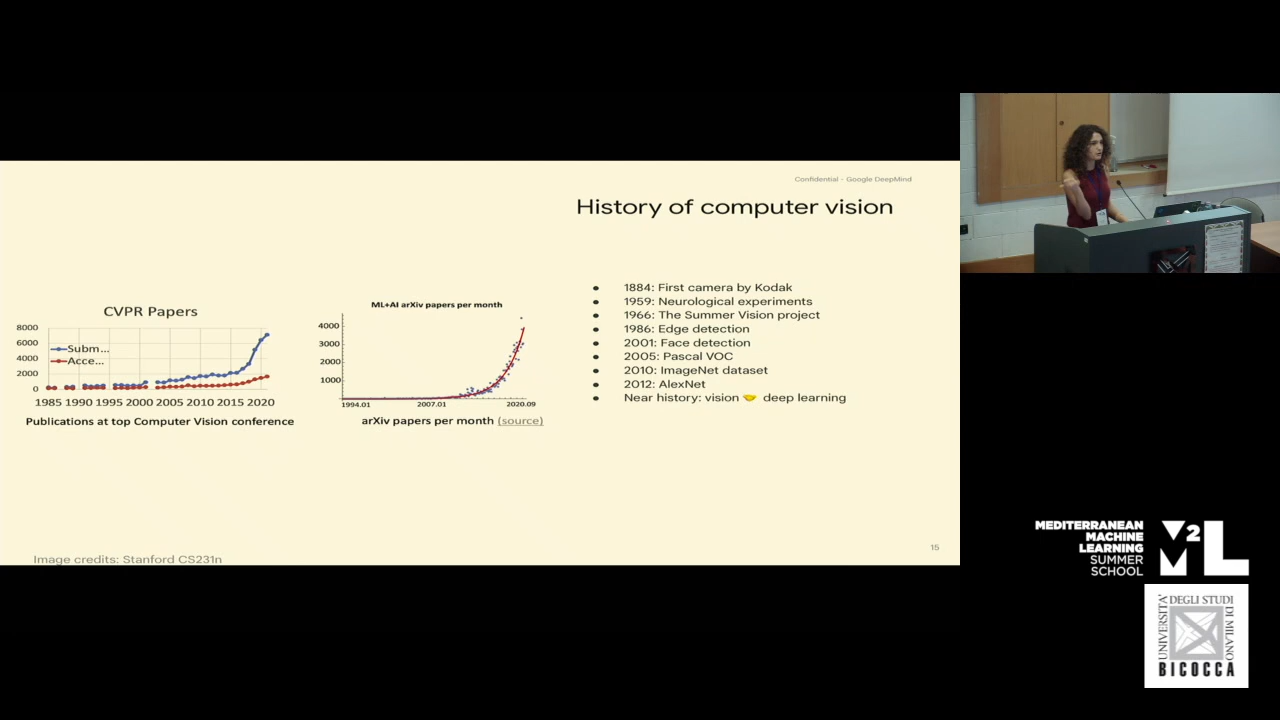 Confidential - Google DeepMind
History of computer vision
CVPR Papers
8000
6000
4000
2000
0
Subm...
Acce...
1985 1990 1995 2000 2005 2010 2015 2020
Publications at top Computer Vision conference
ML+AI arXiv papers per month
4000
3000
2000
1000
1994.01 2007.01 2020.09
arXiv papers per month (source)
● 1884: First camera by Kodak
● 1959: Neurological experiments
● 1966: The Summer Vision project
● 1986: Edge detection
● 2001: Face detection
● 2005: Pascal VOC
● 2010: ImageNet dataset
● 2012: AlexNet
● Near history: vision 🤝 deep learning
15
Image credits: Stanford CS231n
MEDITERRANEAN
MACHINE
LEARNING
SUMMER
SCHOOL
M2L
UNIVERSITA'
DEGLI STUDI
DI MILANO
BICOCCA